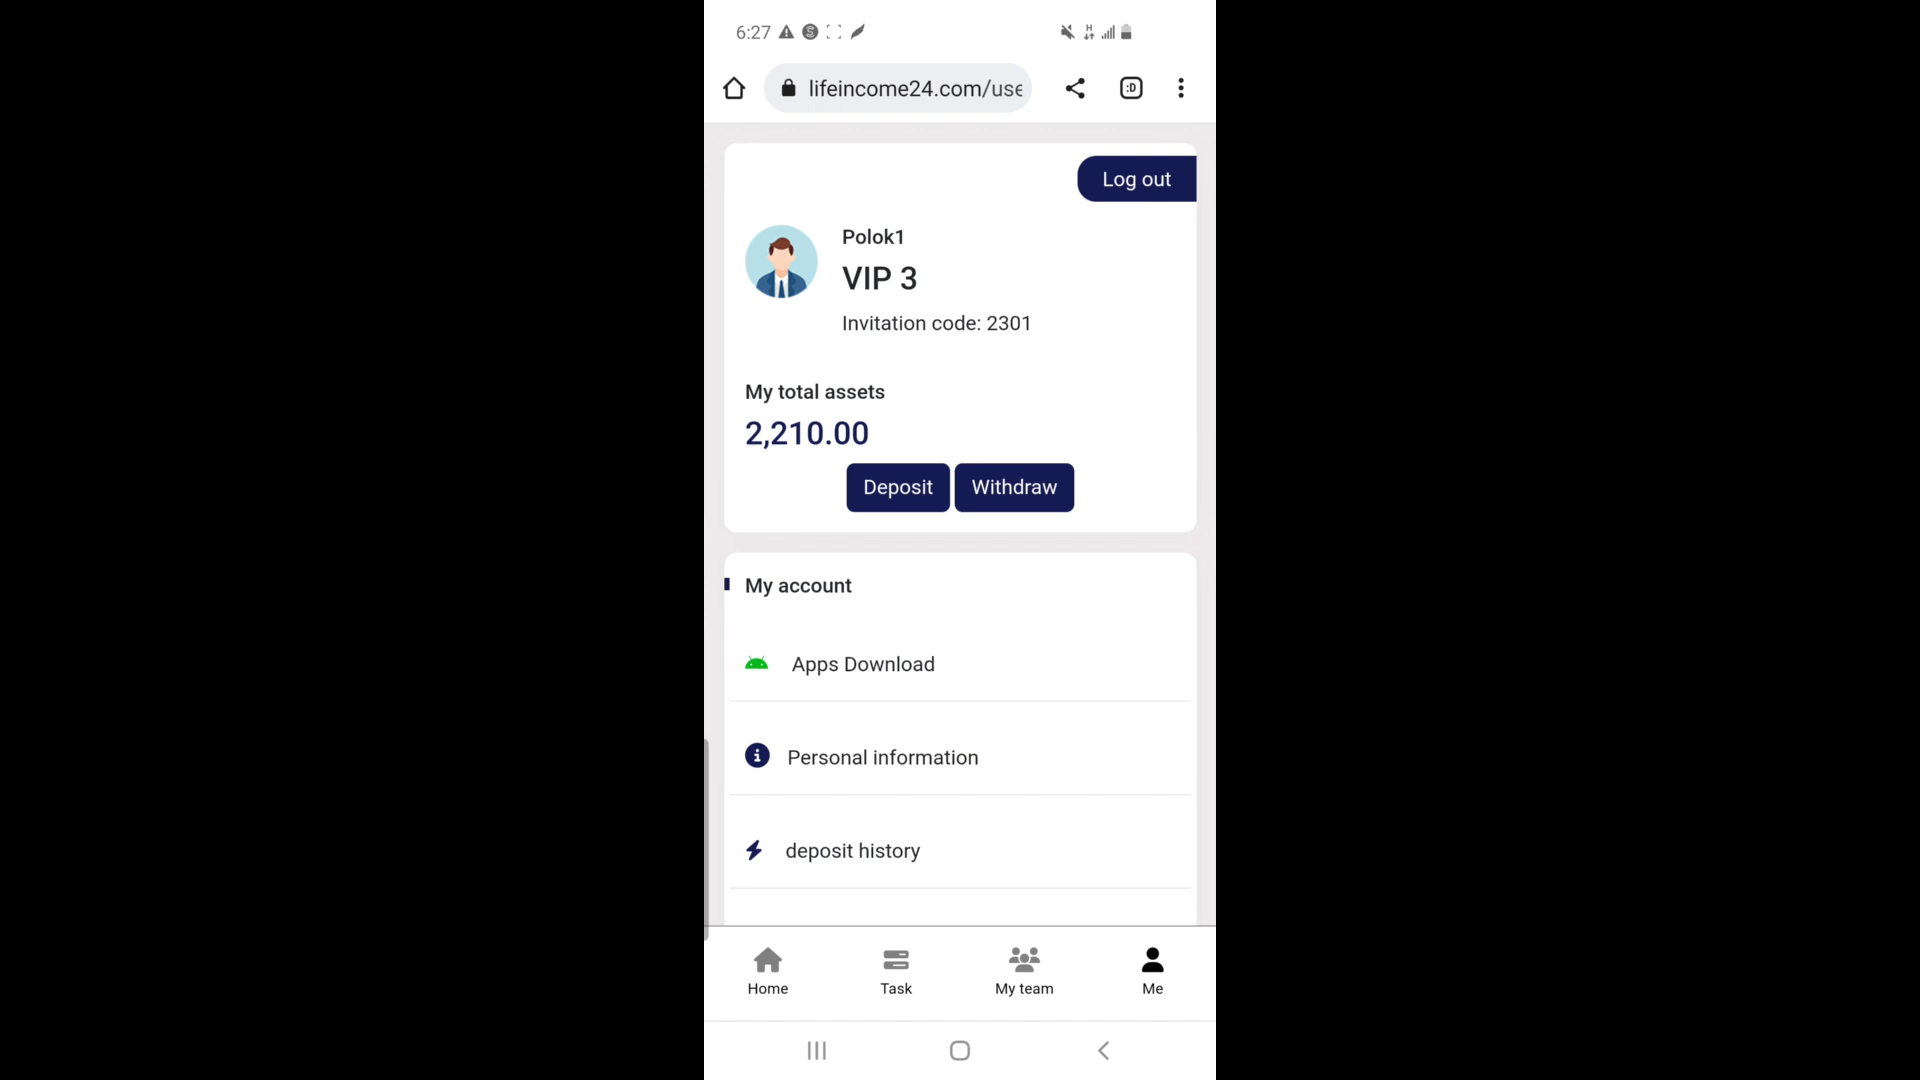 6:27
lifeincome24.com/use
:D
Log out
Polok1
VIP 3
Invitation code: 2301
My total assets
2,210.00
Deposit Withdraw
My account
Apps Download
Personal information
deposit history
Home Task My team Me